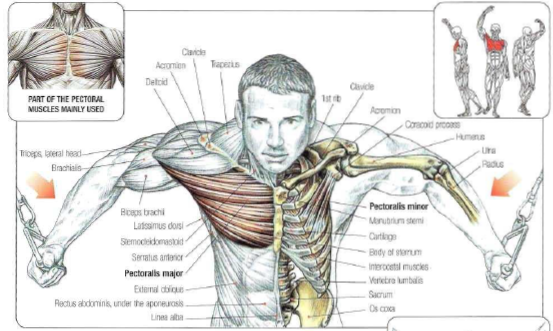 PART OF THE PECTORAL
MUSCLES MAINLY USED
Clavicle
Acromion
Trapezius
Deltoid
Triceps, lateral head
Brachialis
Biceps brachii
Latissimus dorsi
Sternocleidomastoid
Serratus anterior
Pectoralis major
External oblique
Rectus abdominis, under the aponeurosis
Linea alba
Clavicle
1st rib
Acromion
Coracoid process
Humerus
Ulna
Radius
Pectoralis minor
Manubrium sterni
Cartilage
Body of sternum
Intercostal muscles
Vertebra lumbalis
Sacrum
Os coxa